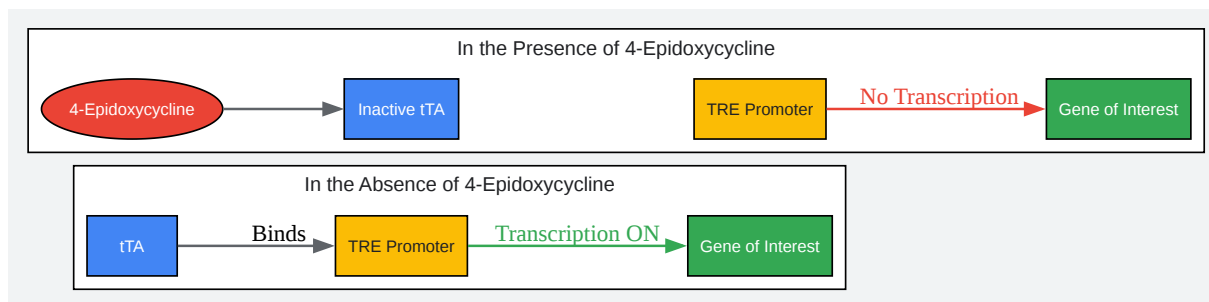 In the Presence of 4-Epidoxycycline
4-Epidoxycycline
Inactive tTA
TRE Promoter
No Transcription
Gene of Interest
In the Absence of 4-Epidoxycycline
tTA
Binds
TRE Promoter
Transcription ON
Gene of Interest